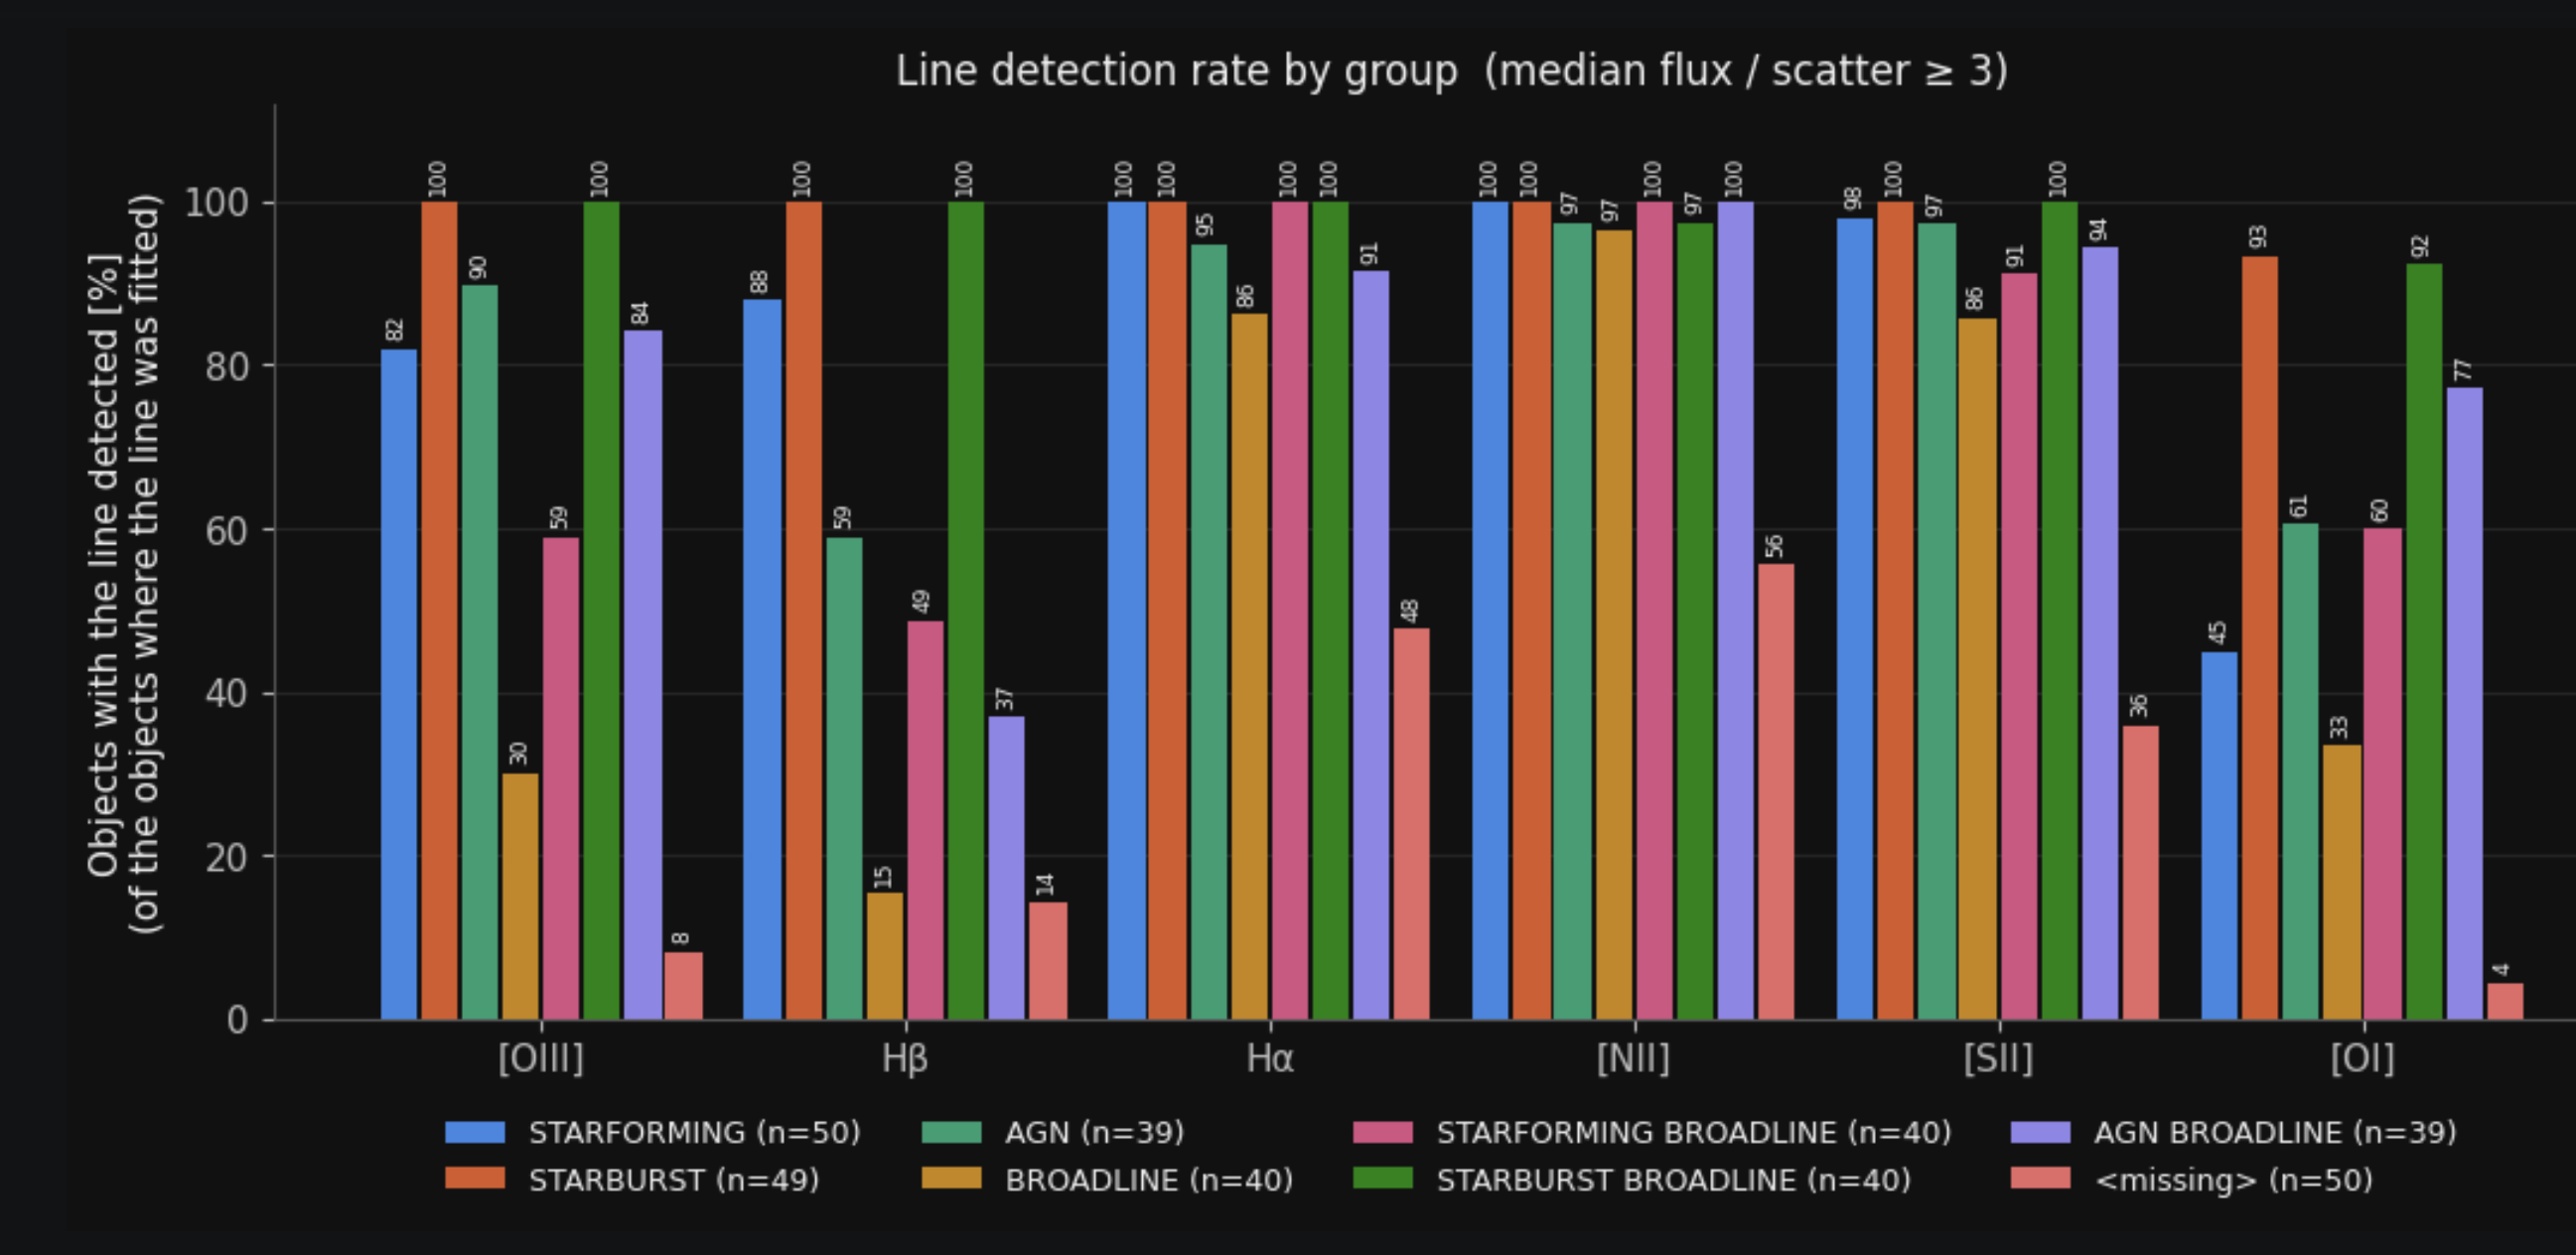 Line detection rate by group (median flux / scatter ≥ 3)
Objects with the line detected [%]
(of the objects where the line was fitted)
100
80
60
40
20
0
82 100 90 30 59 100 84 8
88 100 59 15 49 100 37 14
100 100 95 86 100 100 91 48
100 100 97 97 100 97 100 56
98 100 97 86 91 100 94 36
45 93 61 33 60 92 77 4
[OIII] Hβ Hα [NII] [SII] [OI]
STARFORMING (n=50) AGN (n=39) STARFORMING BROADLINE (n=40) AGN BROADLINE (n=39)
STARBURST (n=49) BROADLINE (n=40) STARBURST BROADLINE (n=40) <missing> (n=50)